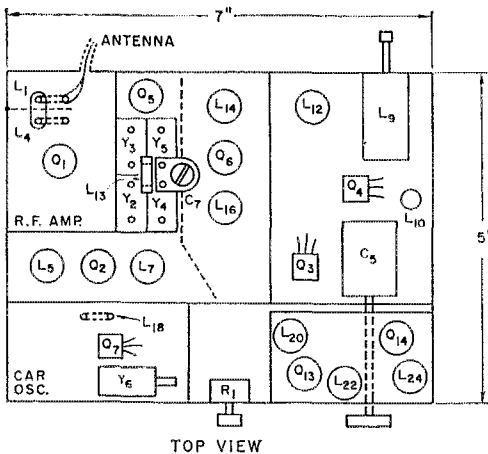 7"
ANTENNA
L1
L4
Q5
L14
L12
L9
Y3
Y5
Q1
Q6
L13
C7
Q4
L10
Y2
Y4
L16
R.F. AMP.
5"
L5
Q2
L7
Q3
C5
L18
L20
Q14
Q7
Q13
CAR
OSC.
Y6
R1
L22
L24
TOP VIEW